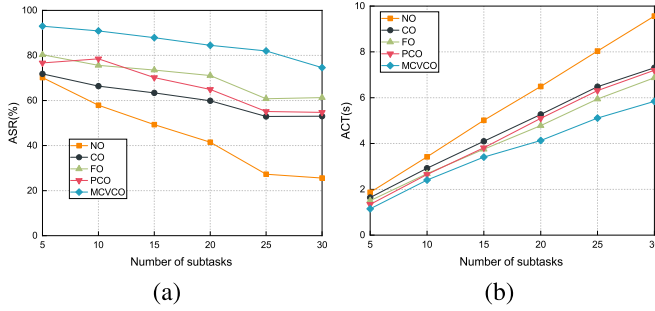 100
80
60
40
20
0
ASR(%)
NO
CO
FO
PCO
MCVCO
5 10 15 20 25 30
Number of subtasks
(a)
10
8
6
4
2
0
ACT(s)
NO
CO
FO
PCO
MCVCO
5 10 15 20 25 30
Number of subtasks
(b)